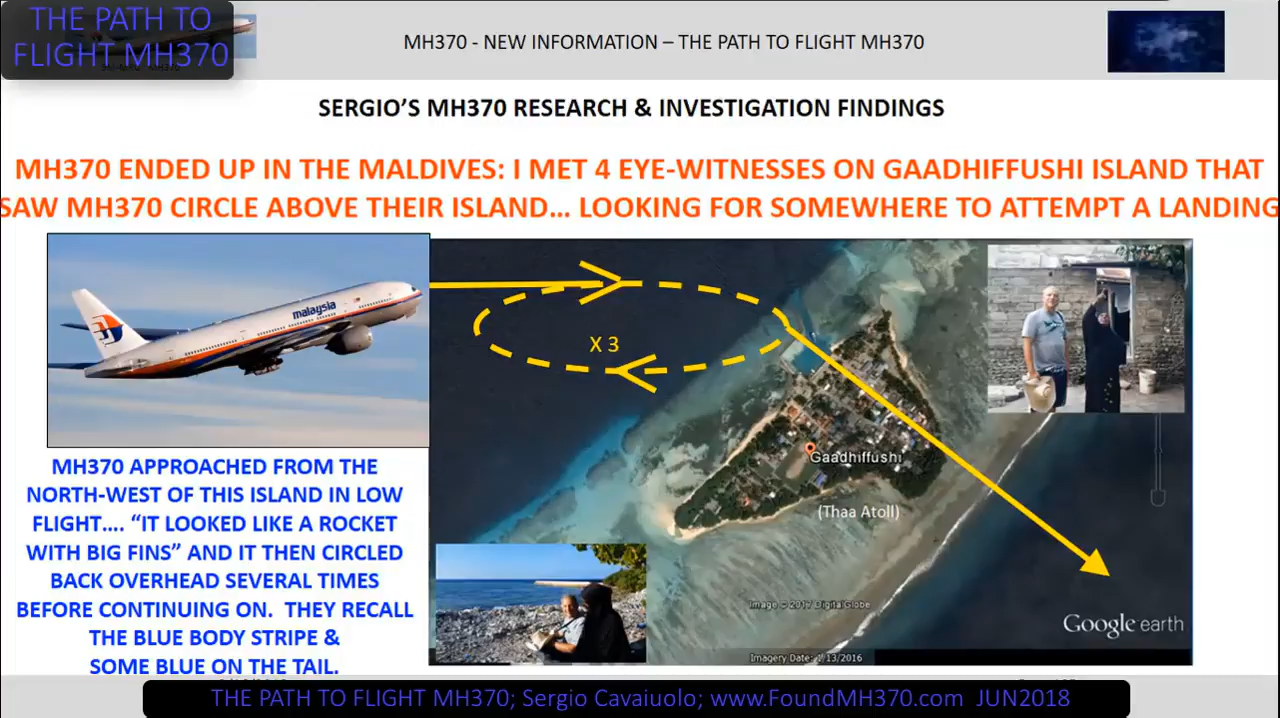 THE PATH TO
FLIGHT MH370
MH370 - NEW INFORMATION – THE PATH TO FLIGHT MH370
SERGIO’S MH370 RESEARCH & INVESTIGATION FINDINGS
MH370 ENDED UP IN THE MALDIVES: I MET 4 EYE-WITNESSES ON GAADHIFFUSHI ISLAND THAT
SAW MH370 CIRCLE ABOVE THEIR ISLAND... LOOKING FOR SOMEWHERE TO ATTEMPT A LANDING
malaysia
X 3
Gaadhiffushi
(Thaa Atoll)
Image © 2017 DigitalGlobe
Google earth
Imagery Date: 1/13/2016
MH370 APPROACHED FROM THE
NORTH-WEST OF THIS ISLAND IN LOW
FLIGHT.... “IT LOOKED LIKE A ROCKET
WITH BIG FINS” AND IT THEN CIRCLED
BACK OVERHEAD SEVERAL TIMES
BEFORE CONTINUING ON. THEY RECALL
THE BLUE BODY STRIPE &
SOME BLUE ON THE TAIL.
THE PATH TO FLIGHT MH370; Sergio Cavaiuolo; www.FoundMH370.com JUN2018